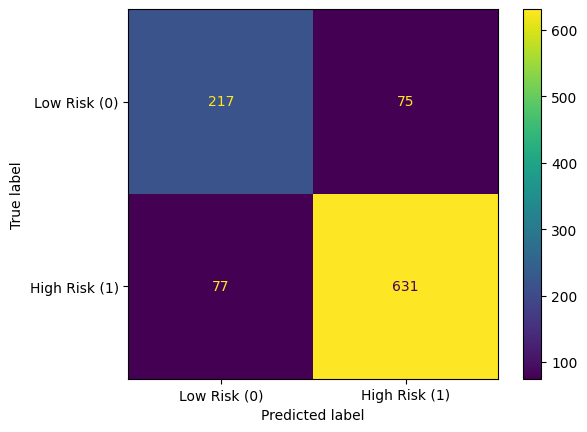 True label
Low Risk (0)
217
75
High Risk (1)
77
631
Low Risk (0)
High Risk (1)
Predicted label
600
500
400
300
200
100